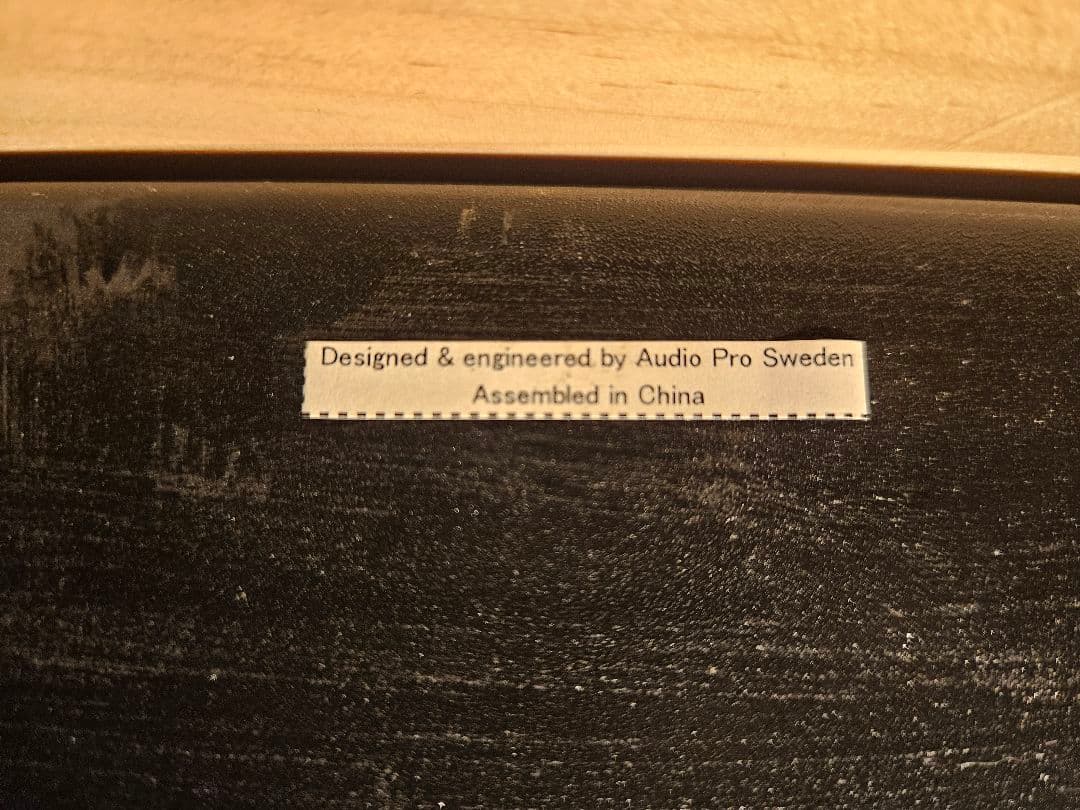 Designed & engineered by Audio Pro Sweden
Assembled in China